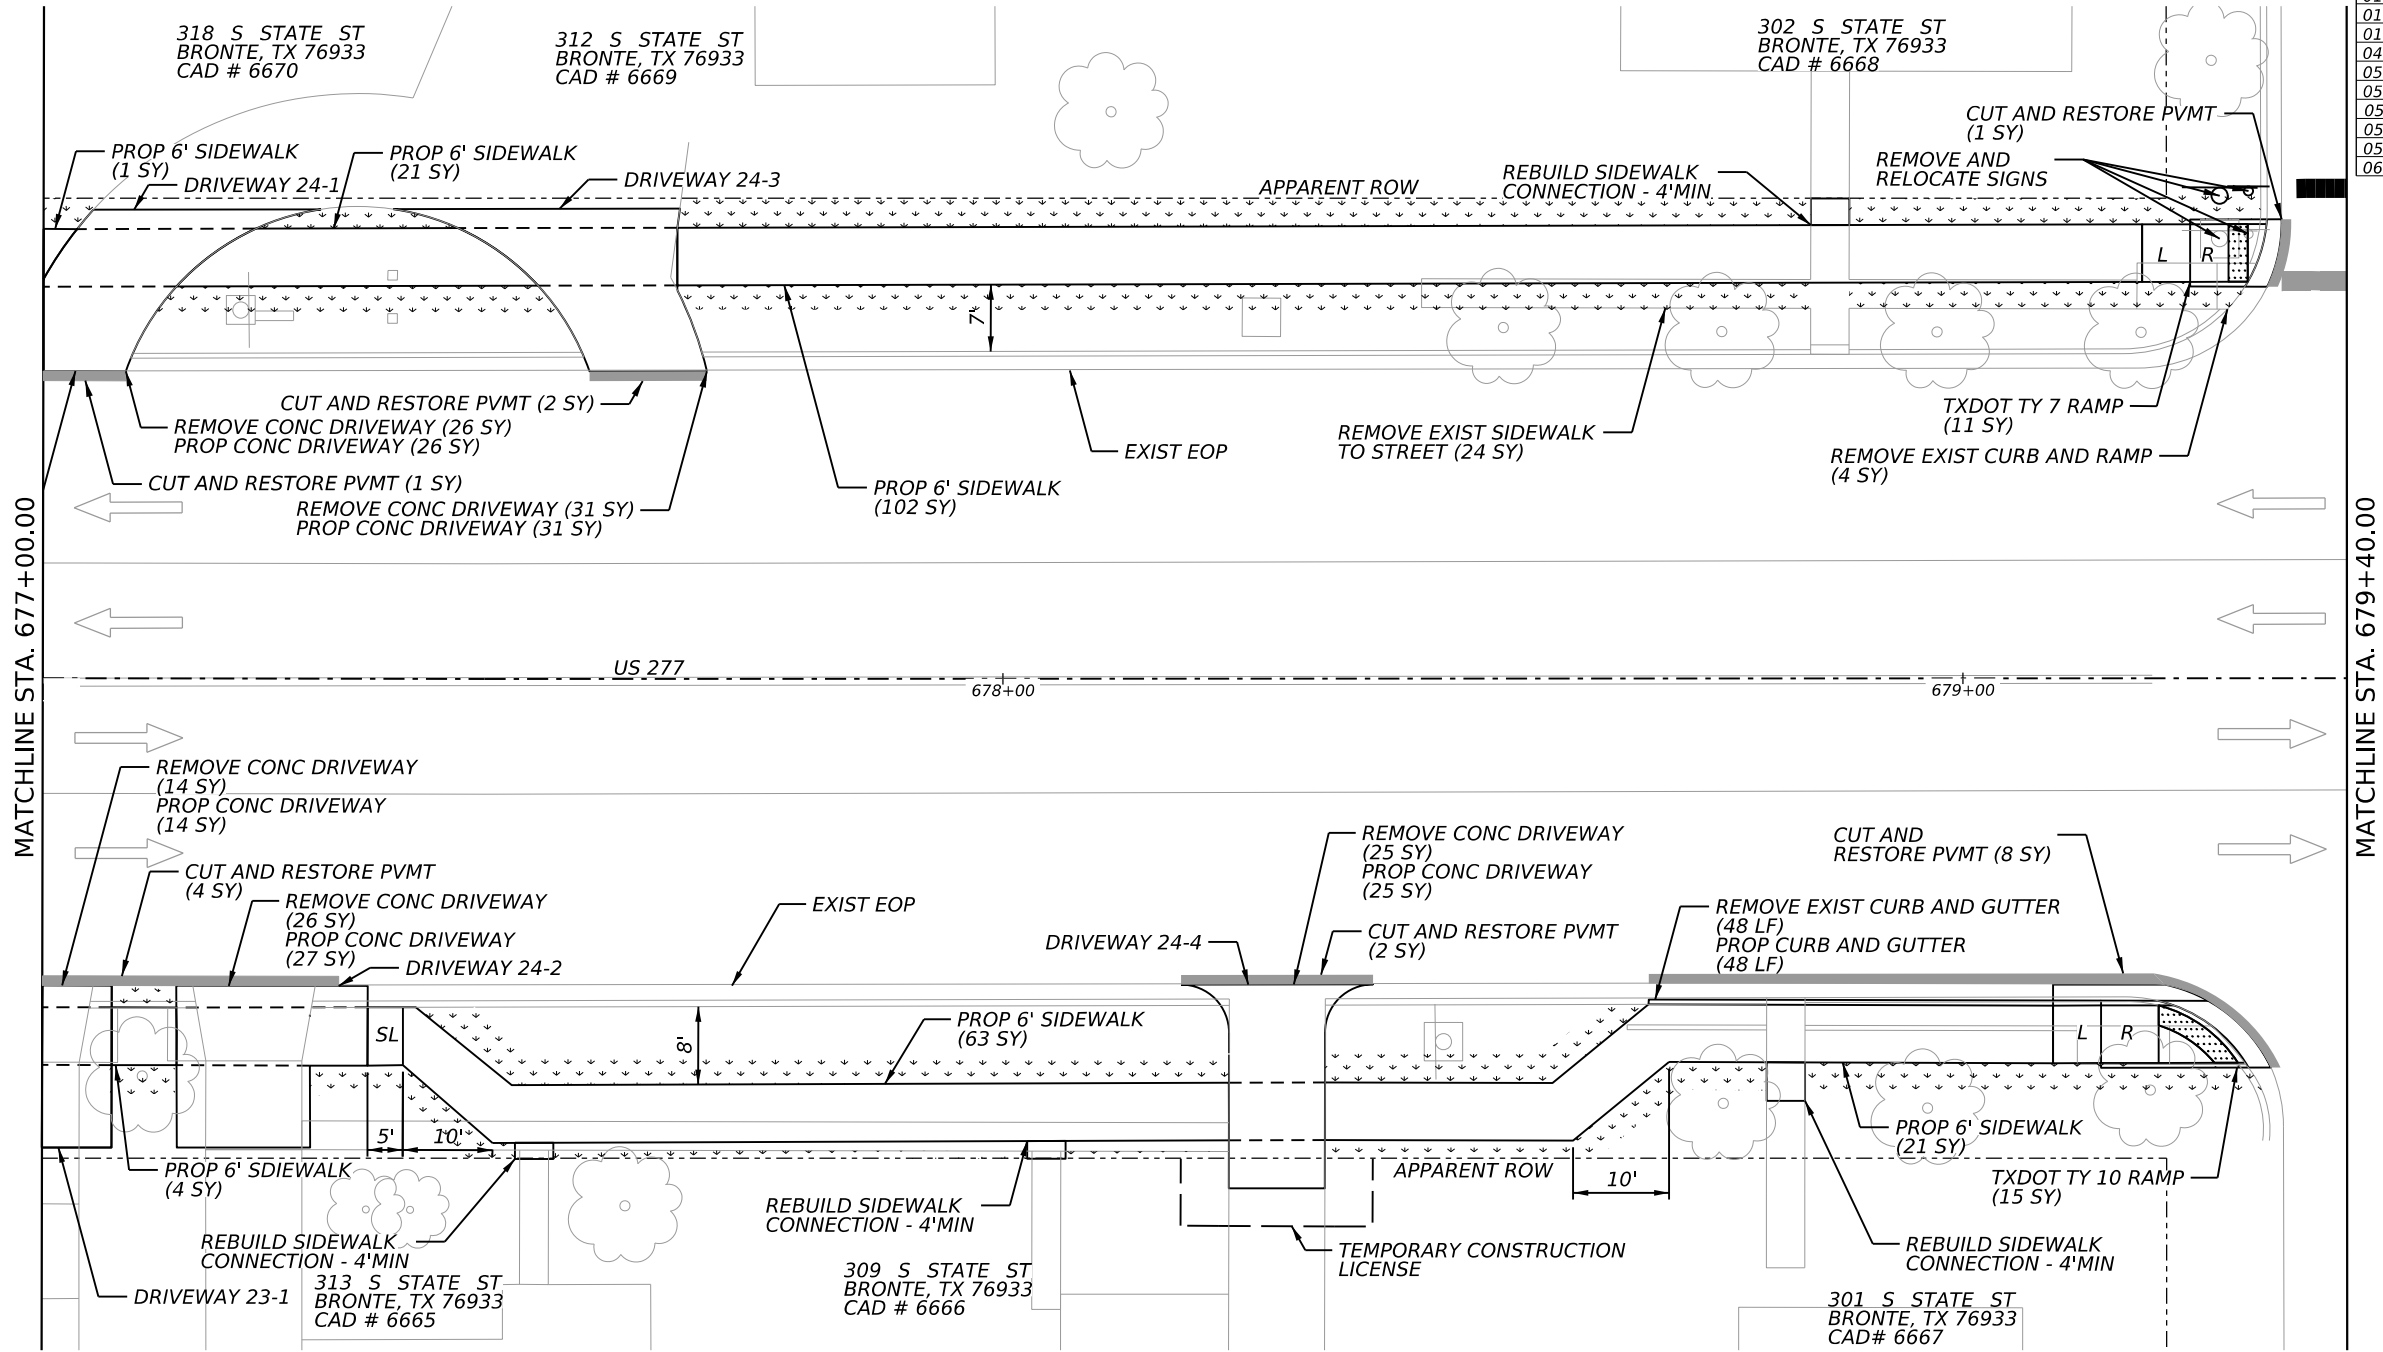 318 S STATE ST
BRONTE, TX 76933
CAD # 6670
312 S STATE ST
BRONTE, TX 76933
CAD # 6669
302 S STATE ST
BRONTE, TX 76933
CAD # 6668
01
01
04
05
05
05
05
05
06
CUT AND RESTORE PVMT
(1 SY)
REMOVE AND
RELOCATE SIGNS
PROP 6' SIDEWALK
(1 SY)
DRIVEWAY 24-1
PROP 6' SIDEWALK
(21 SY)
DRIVEWAY 24-3
APPARENT ROW
REBUILD SIDEWALK
CONNECTION - 4'MIN
L
R
7'
CUT AND RESTORE PVMT (2 SY)
REMOVE CONC DRIVEWAY (26 SY)
PROP CONC DRIVEWAY (26 SY)
CUT AND RESTORE PVMT (1 SY)
REMOVE CONC DRIVEWAY (31 SY)
PROP CONC DRIVEWAY (31 SY)
PROP 6' SIDEWALK
(102 SY)
EXIST EOP
REMOVE EXIST SIDEWALK
TO STREET (24 SY)
TXDOT TY 7 RAMP
(11 SY)
REMOVE EXIST CURB AND RAMP
(4 SY)
MATCHLINE STA. 677+00.00
MATCHLINE STA. 679+40.00
US 277
678+00
679+00
REMOVE CONC DRIVEWAY
(14 SY)
PROP CONC DRIVEWAY
(14 SY)
CUT AND RESTORE PVMT
(4 SY)
REMOVE CONC DRIVEWAY
(26 SY)
PROP CONC DRIVEWAY
(27 SY)
DRIVEWAY 24-2
EXIST EOP
DRIVEWAY 24-4
REMOVE CONC DRIVEWAY
(25 SY)
PROP CONC DRIVEWAY
(25 SY)
CUT AND RESTORE PVMT
(2 SY)
CUT AND
RESTORE PVMT (8 SY)
REMOVE EXIST CURB AND GUTTER
(48 LF)
PROP CURB AND GUTTER
(48 LF)
SL
8'
PROP 6' SIDEWALK
(63 SY)
L
R
5'
10'
PROP 6' SDIEWALK
(4 SY)
PROP 6' SIDEWALK
(21 SY)
APPARENT ROW
10'
TXDOT TY 10 RAMP
(15 SY)
REBUILD SIDEWALK
CONNECTION - 4'MIN
REBUILD SIDEWALK
CONNECTION - 4'MIN
TEMPORARY CONSTRUCTION
LICENSE
REBUILD SIDEWALK
CONNECTION - 4'MIN
DRIVEWAY 23-1
313 S STATE ST
BRONTE, TX 76933
CAD # 6665
309 S STATE ST
BRONTE, TX 76933
CAD # 6666
301 S STATE ST
BRONTE, TX 76933
CAD# 6667